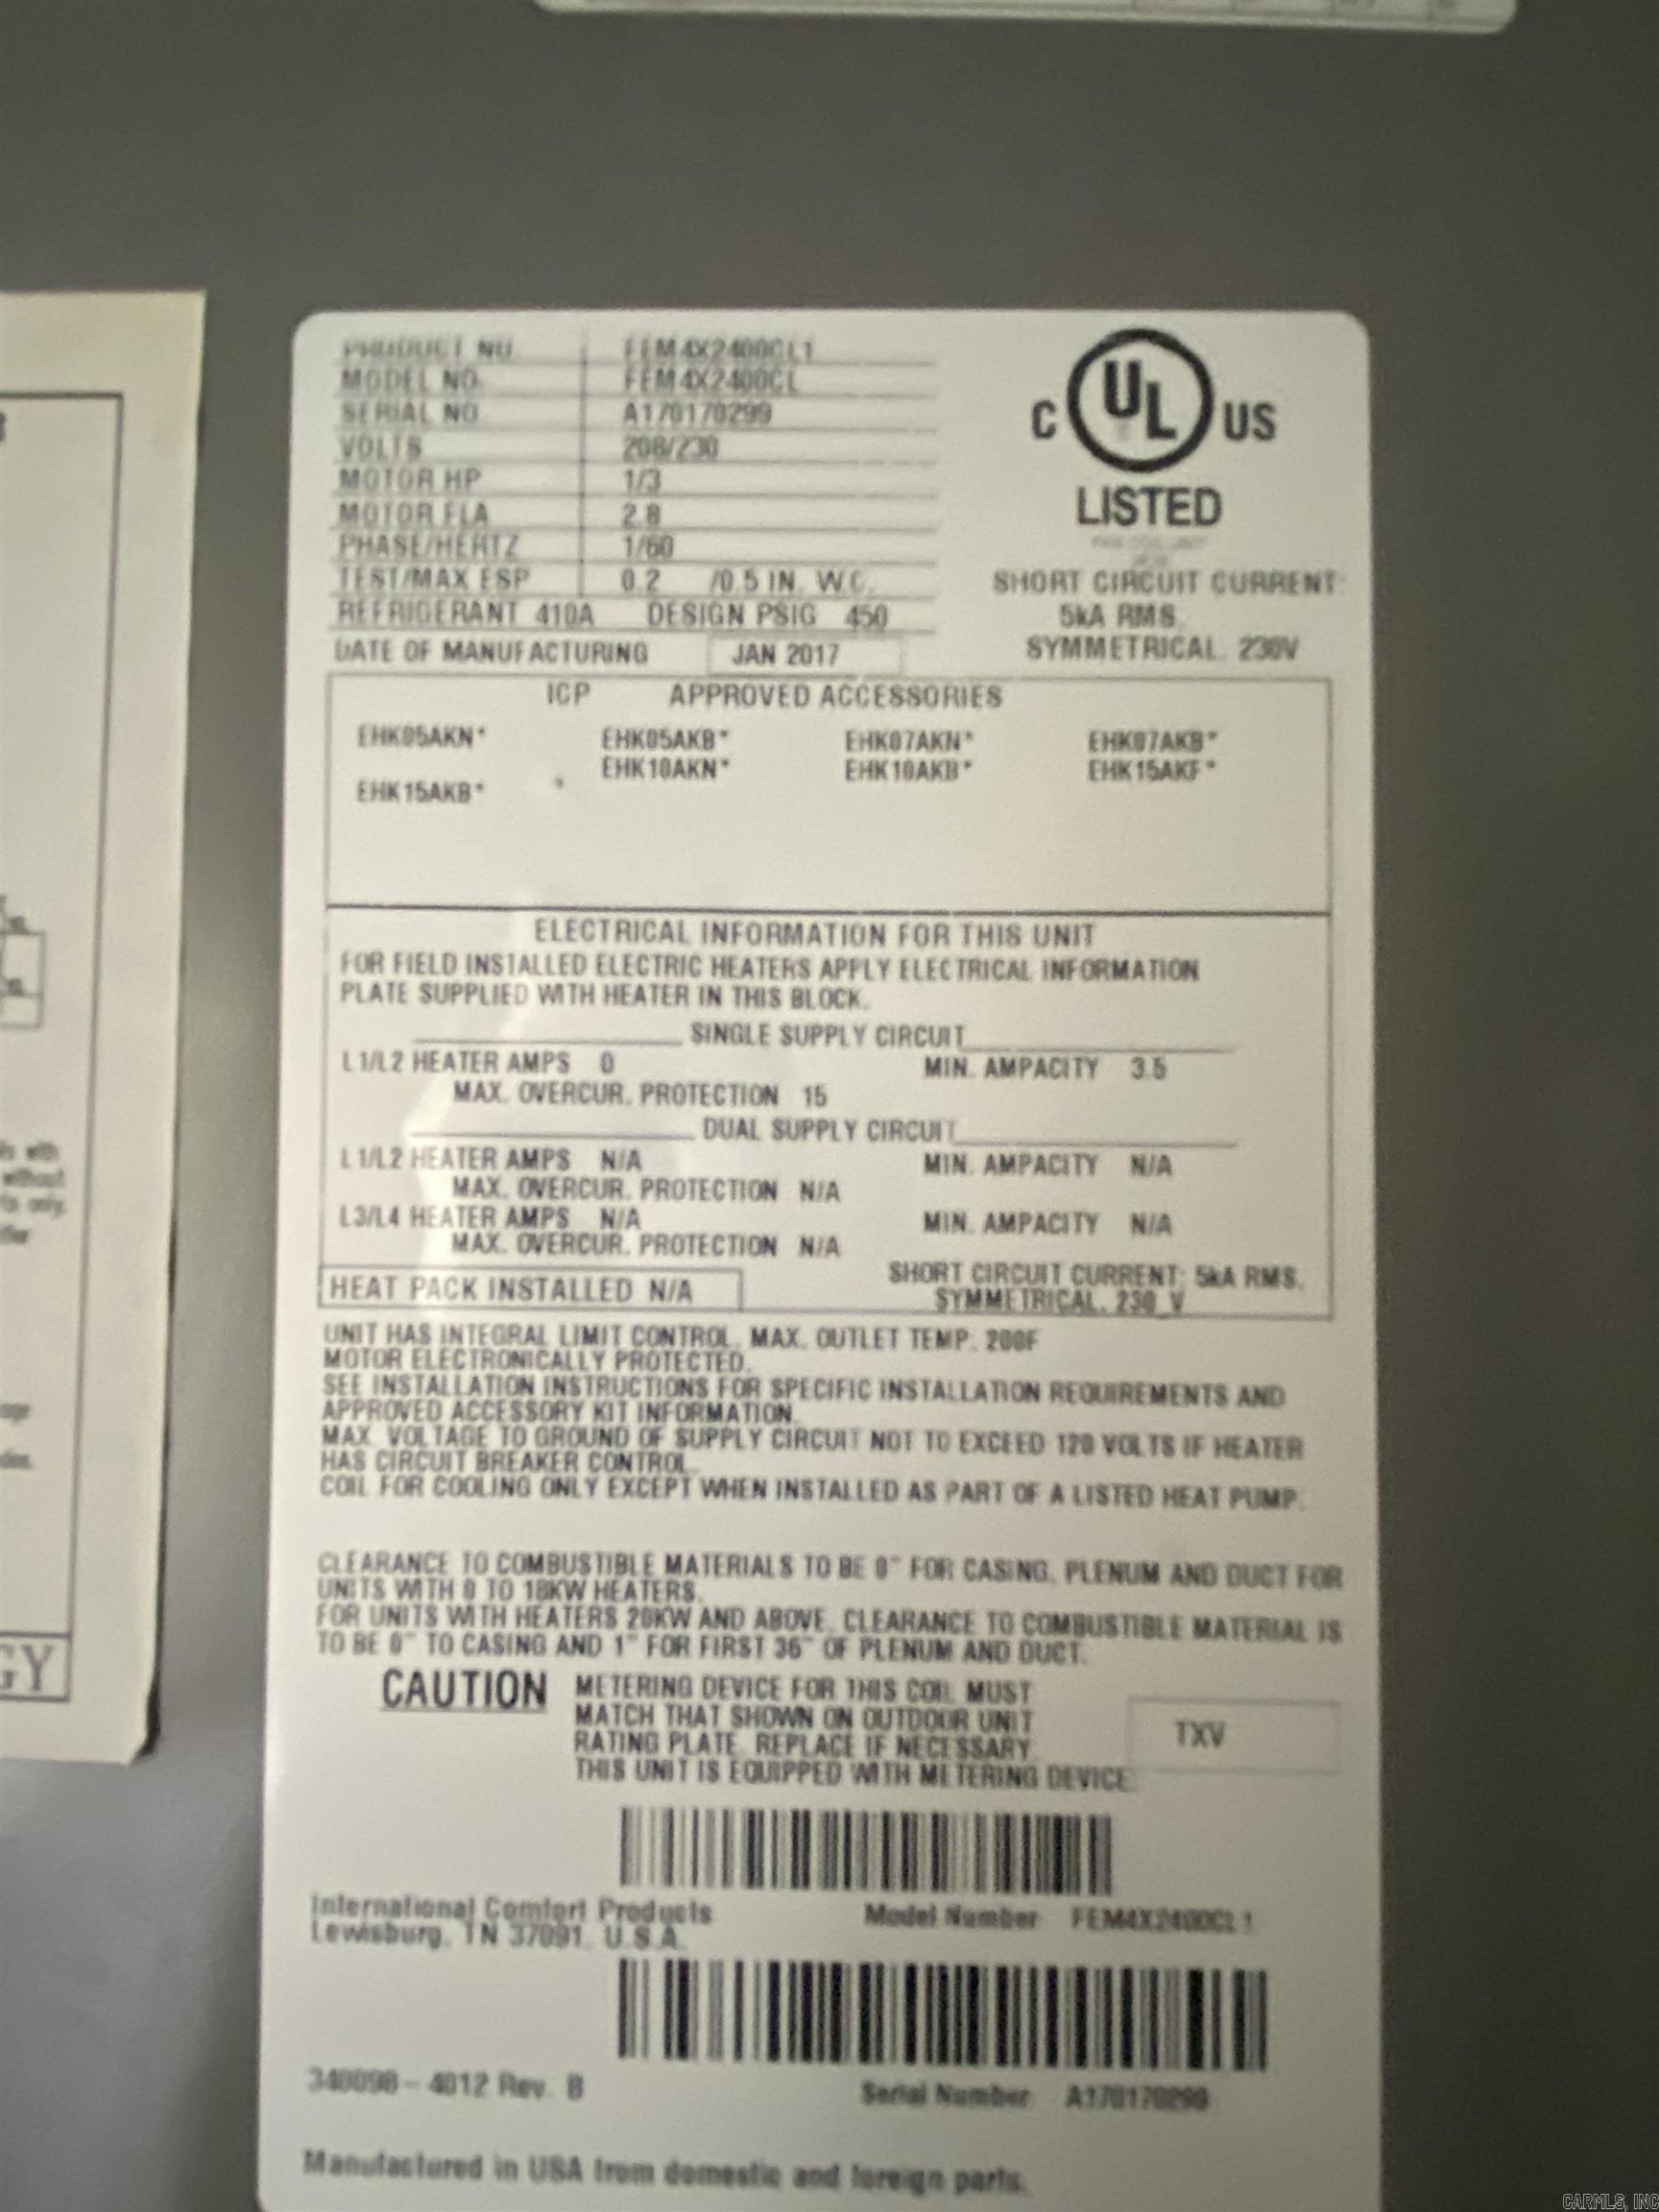 PRODUCT NO. FEM4X2400CL1
MODEL NO. FEM4X2400CL
SERIAL NO. A170170299
VOLTS 208/230
MOTOR HP 1/3
MOTOR FLA 2.8
PHASE/HERTZ 1/60
TEST/MAX ESP 0.2 /0.5 IN. W.C.
REFRIGERANT 410A DESIGN PSIG 450
DATE OF MANUFACTURING JAN 2017
C UL US
LISTED
SHORT CIRCUIT CURRENT:
5kA RMS
SYMMETRICAL, 230V
ICP APPROVED ACCESSORIES
EHK05AKN* EHK05AKB* EHK07AKN* EHK07AKB*
EHK10AKN* EHK10AKB* EHK15AKF*
EHK15AKB*
ELECTRICAL INFORMATION FOR THIS UNIT
FOR FIELD INSTALLED ELECTRIC HEATERS APPLY ELECTRICAL INFORMATION
PLATE SUPPLIED WITH HEATER IN THIS BLOCK.
SINGLE SUPPLY CIRCUIT
L1/L2 HEATER AMPS 0 MIN. AMPACITY 3.5
MAX. OVERCUR. PROTECTION 15
DUAL SUPPLY CIRCUIT
L1/L2 HEATER AMPS N/A MIN. AMPACITY N/A
MAX. OVERCUR. PROTECTION N/A
L3/L4 HEATER AMPS N/A MIN. AMPACITY N/A
MAX. OVERCUR. PROTECTION N/A
HEAT PACK INSTALLED N/A
SHORT CIRCUIT CURRENT: 5kA RMS.
SYMMETRICAL, 230 V
UNIT HAS INTEGRAL LIMIT CONTROL. MAX. OUTLET TEMP. 200F
MOTOR ELECTRONICALLY PROTECTED.
SEE INSTALLATION INSTRUCTIONS FOR SPECIFIC INSTALLATION REQUIREMENTS AND
APPROVED ACCESSORY KIT INFORMATION.
MAX. VOLTAGE TO GROUND OF SUPPLY CIRCUIT NOT TO EXCEED 120 VOLTS IF HEATER
HAS CIRCUIT BREAKER CONTROL.
COIL FOR COOLING ONLY EXCEPT WHEN INSTALLED AS PART OF A LISTED HEAT PUMP.
CLEARANCE TO COMBUSTIBLE MATERIALS TO BE 0" FOR CASING, PLENUM AND DUCT FOR
UNITS WITH 0 TO 18KW HEATERS.
FOR UNITS WITH HEATERS 20KW AND ABOVE, CLEARANCE TO COMBUSTIBLE MATERIAL IS
TO BE 0" TO CASING AND 1" FOR FIRST 36" OF PLENUM AND DUCT.
CAUTION METERING DEVICE FOR THIS COIL MUST
MATCH THAT SHOWN ON OUTDOOR UNIT
RATING PLATE. REPLACE IF NECESSARY.
THIS UNIT IS EQUIPPED WITH METERING DEVICE:
TXV
International Comfort Products
Lewisburg, TN 37091, U.S.A.
Model Number FEM4X2400CL1
340098-4012 Rev. B
Serial Number A170170299
Manufactured in USA from domestic and foreign parts.
with
without
only.
GY
CARMLS, INC